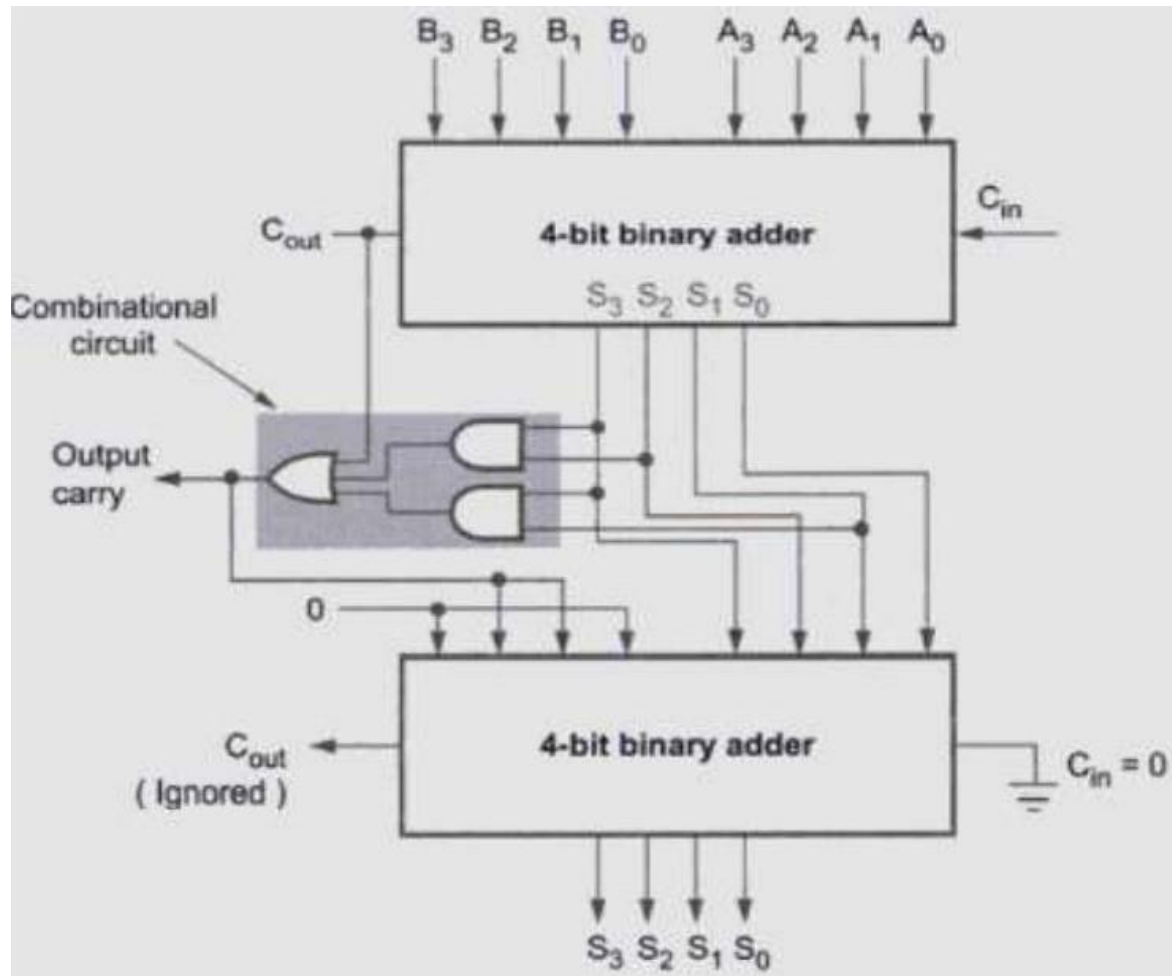 B3 B2 B1 B0 A3 A2 A1 A0
Cin
Cout
4-bit binary adder
S3 S2 S1 S0
Combinational
circuit
Output
carry
0
4-bit binary adder
Cout
( Ignored )
Cin = 0
S3 S2 S1 S0